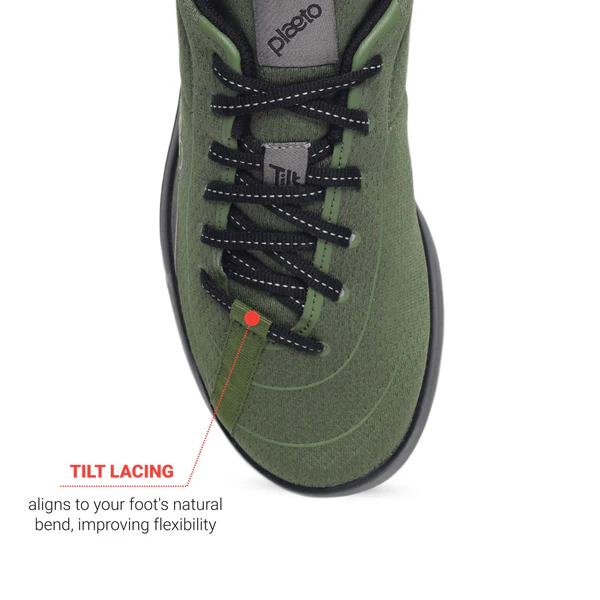 plaeto
Tilt
TILT LACING
aligns to your foot's natural
bend, improving flexibility